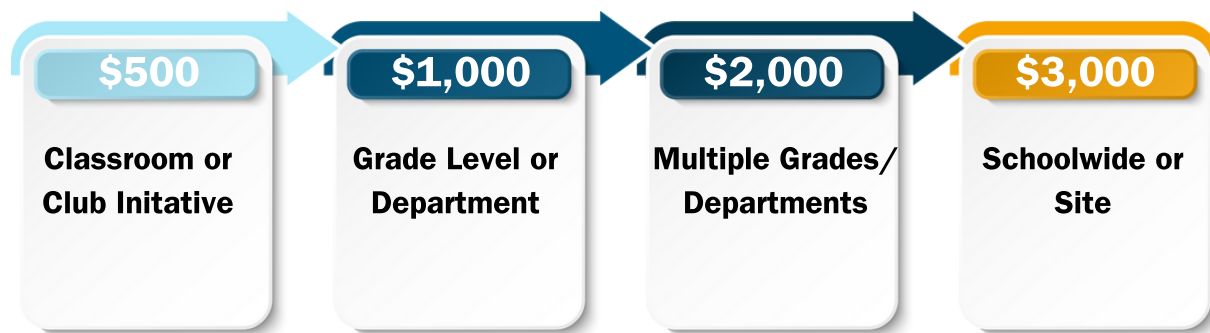 $500
Classroom or
Club Initative
$1,000
Grade Level or
Department
$2,000
Multiple Grades/
Departments
$3,000
Schoolwide or
Site